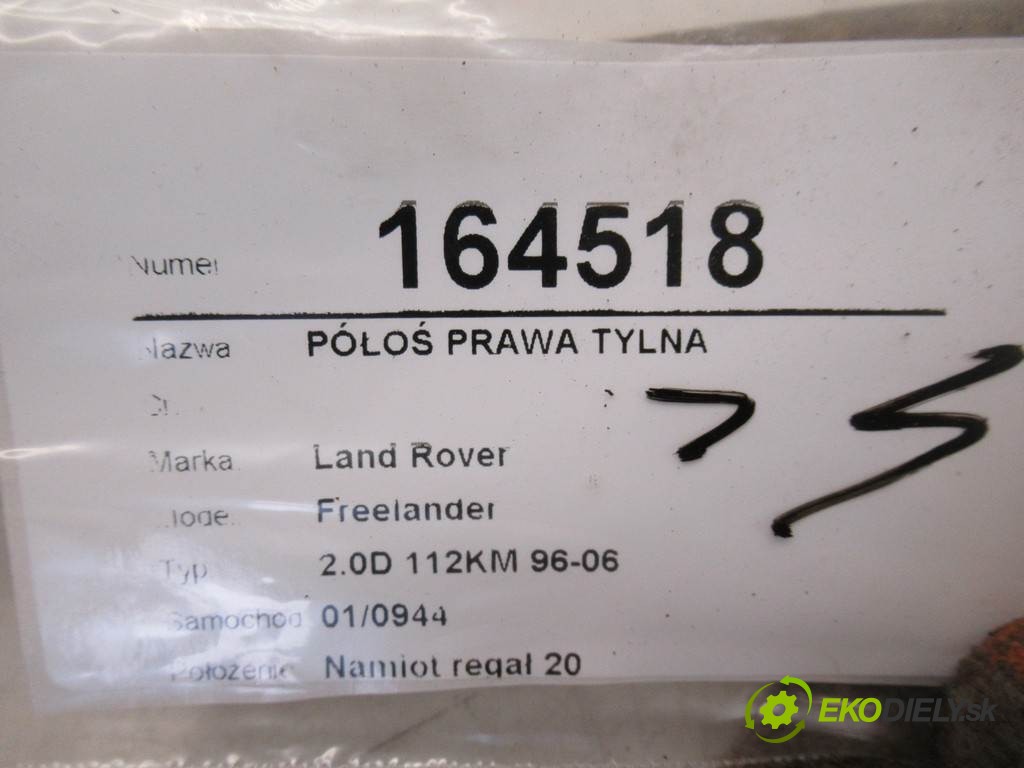 Numer 164518
Nazwa PÓŁOŚ PRAWA TYLNA
Marka Land Rover
Model Freelander
Typ 2.0D 112KM 96-06
Samochód 01/0944
Położenie Namiot regał 20
EKODIELY.sk